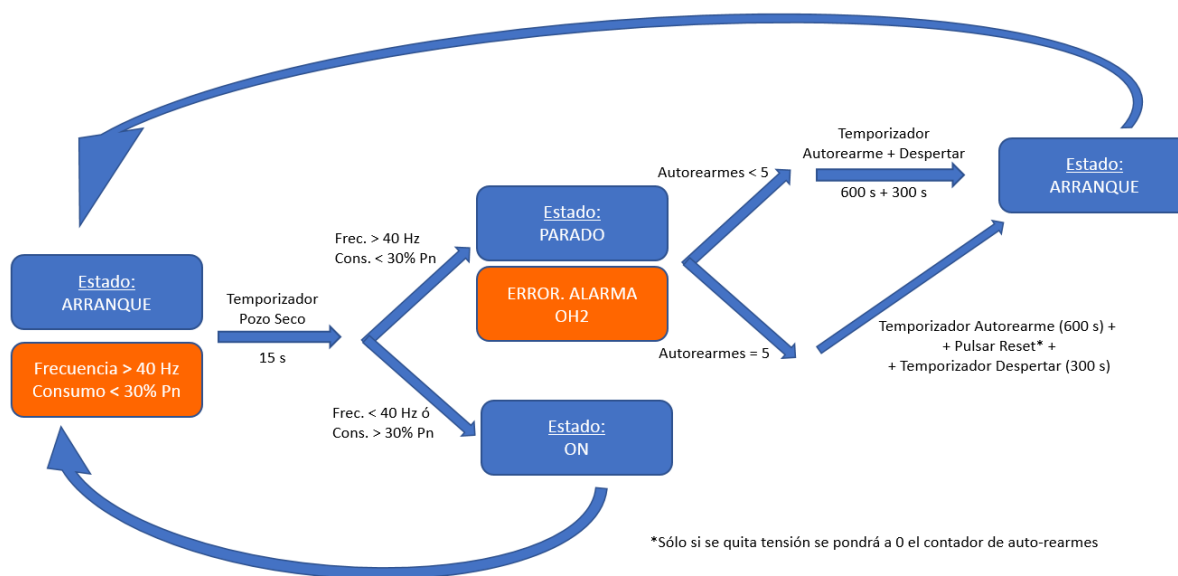 Estado:
ARRANQUE
Frecuencia > 40 Hz
Consumo < 30% Pn
Temporizador
Pozo Seco
15 s
Frec. > 40 Hz
Cons. < 30% Pn
Frec. < 40 Hz ó
Cons. > 30% Pn
Estado:
PARADO
ERROR. ALARMA
OH2
Estado:
ON
Autorearmes < 5
Autorearmes = 5
Temporizador
Autorearme + Despertar
600 s + 300 s
Temporizador Autorearme (600 s) +
+ Pulsar Reset* +
+ Temporizador Despertar (300 s)
Estado:
ARRANQUE
*Sólo si se quita tensión se pondrá a 0 el contador de auto-rearmes